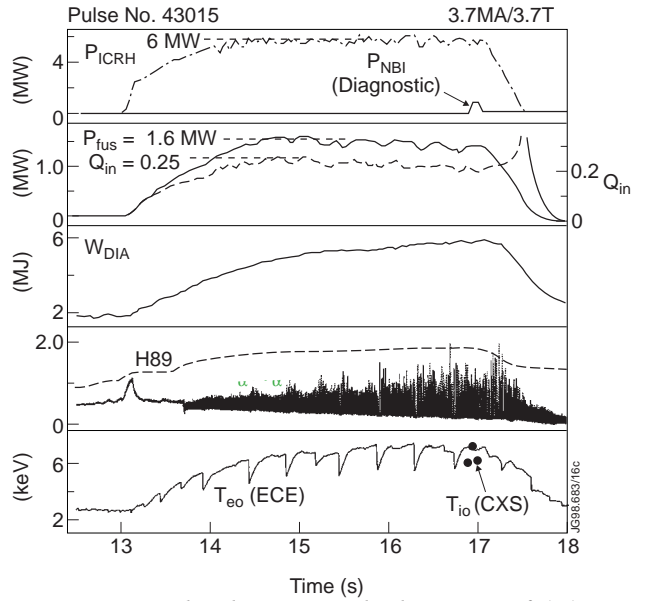 Pulse No. 43015 3.7MA/3.7T
6 MW
P_ICRH
P_NBI
(Diagnostic)
4
(MW)
0
P_fus = 1.6 MW
Q_in = 0.25
1.0
(MW)
0
0.2
Q_in
0
6
W_DIA
(MJ)
2
2.0
H89
α α
0
6
(keV)
T_eo (ECE)
T_io (CXS)
2
13 14 15 16 17 18
Time (s)
JG98.683/16c